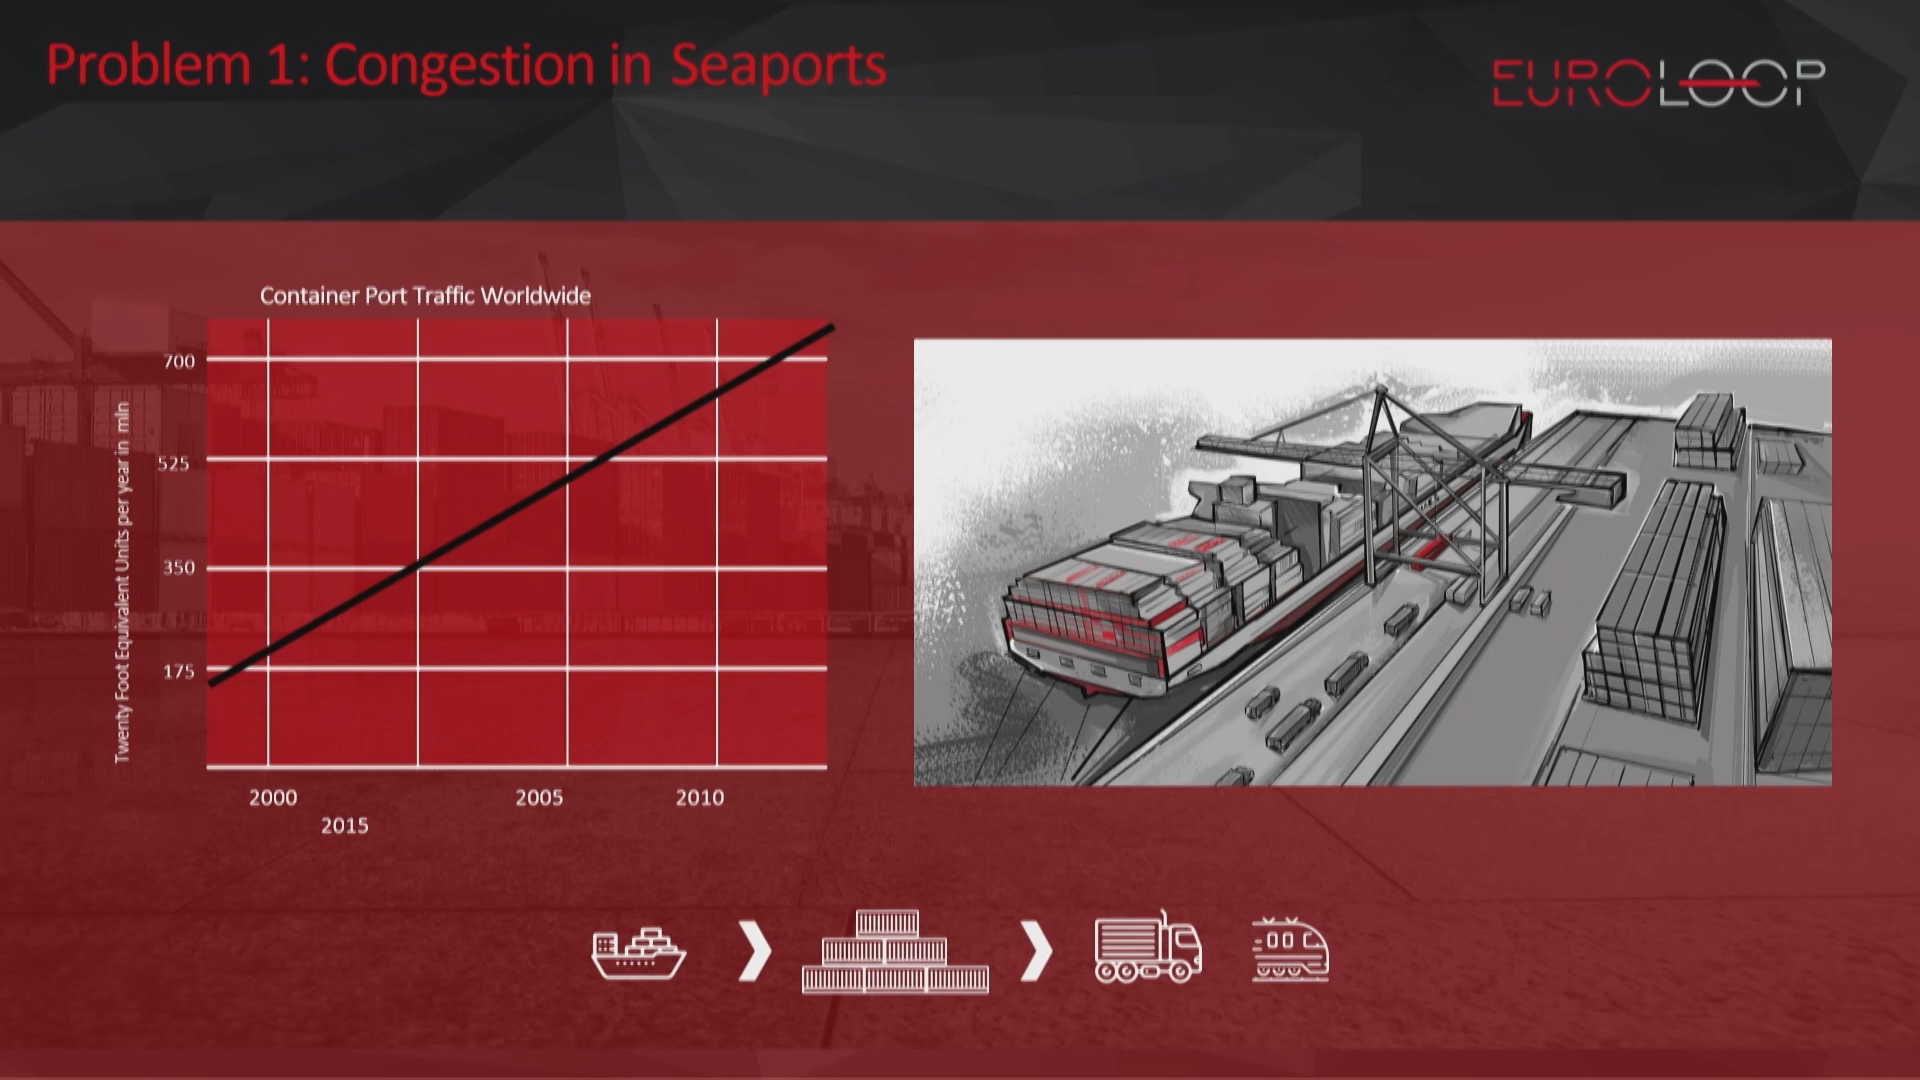 Problem 1: Congestion in Seaports
EUROLOOP
Container Port Traffic Worldwide
Twenty Foot Equivalent Units per year in mln
700
525
350
175
2000 2005 2010
2015